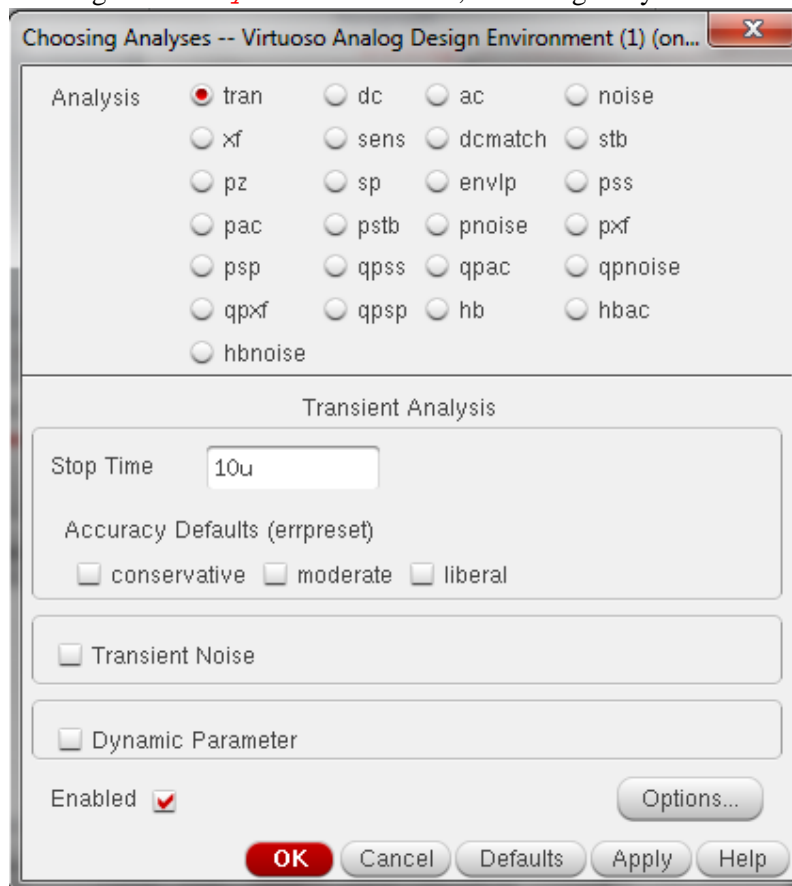 Choosing Analyses -- Virtuoso Analog Design Environment (1) (on...
Analysis tran dc ac noise
xf sens dcmatch stb
pz sp envlp pss
pac pstb pnoise pxf
psp qpss qpac qpnoise
qpxf qpsp hb hbac
hbnoise
Transient Analysis
Stop Time 10u
Accuracy Defaults (errpreset)
conservative moderate liberal
Transient Noise
Dynamic Parameter
Enabled Options...
OK Cancel Defaults Apply Help